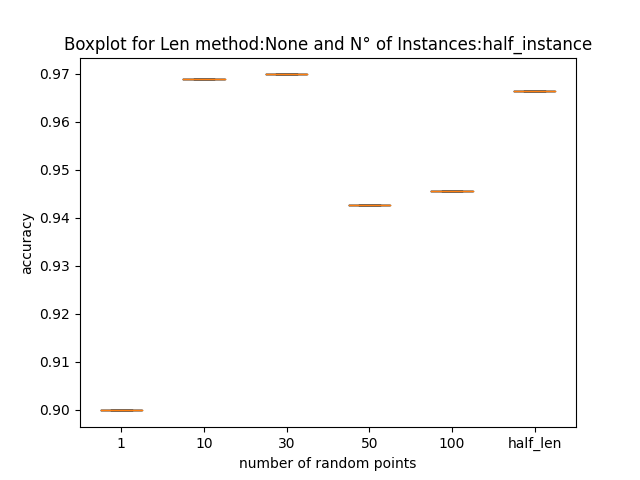 Boxplot for Len method:None and N° of Instances:half_instance
0.97
0.96
0.95
0.94
0.93
0.92
0.91
0.90
accuracy
1 10 30 50 100 half_len
number of random points